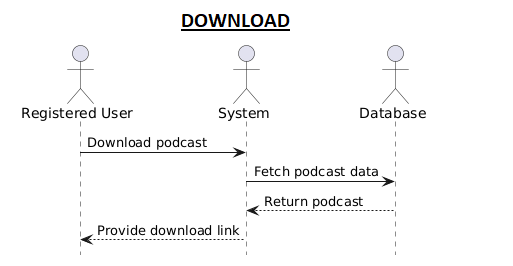 DOWNLOAD
Registered User
System
Database
Download podcast
Fetch podcast data
Return podcast
Provide download link